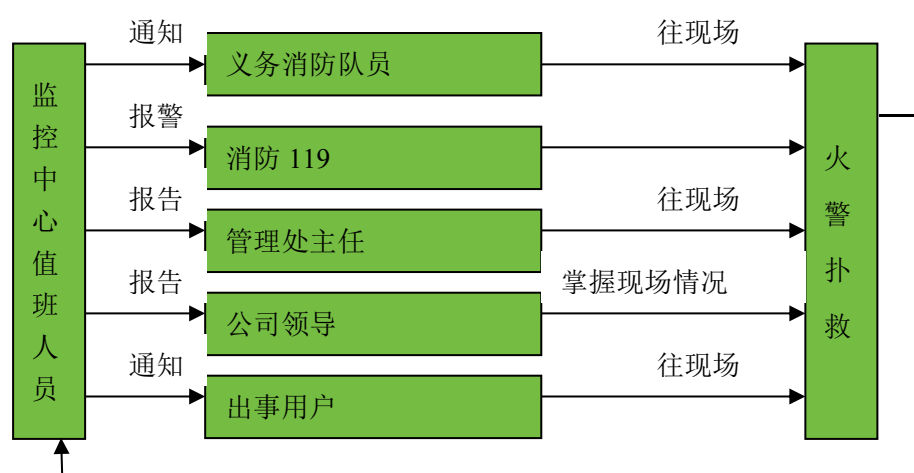 监控中心值班人员
通知
义务消防队员
往现场
报警
消防 119
报告
管理处主任
往现场
报告
公司领导
掌握现场情况
通知
出事用户
往现场
火警扑救